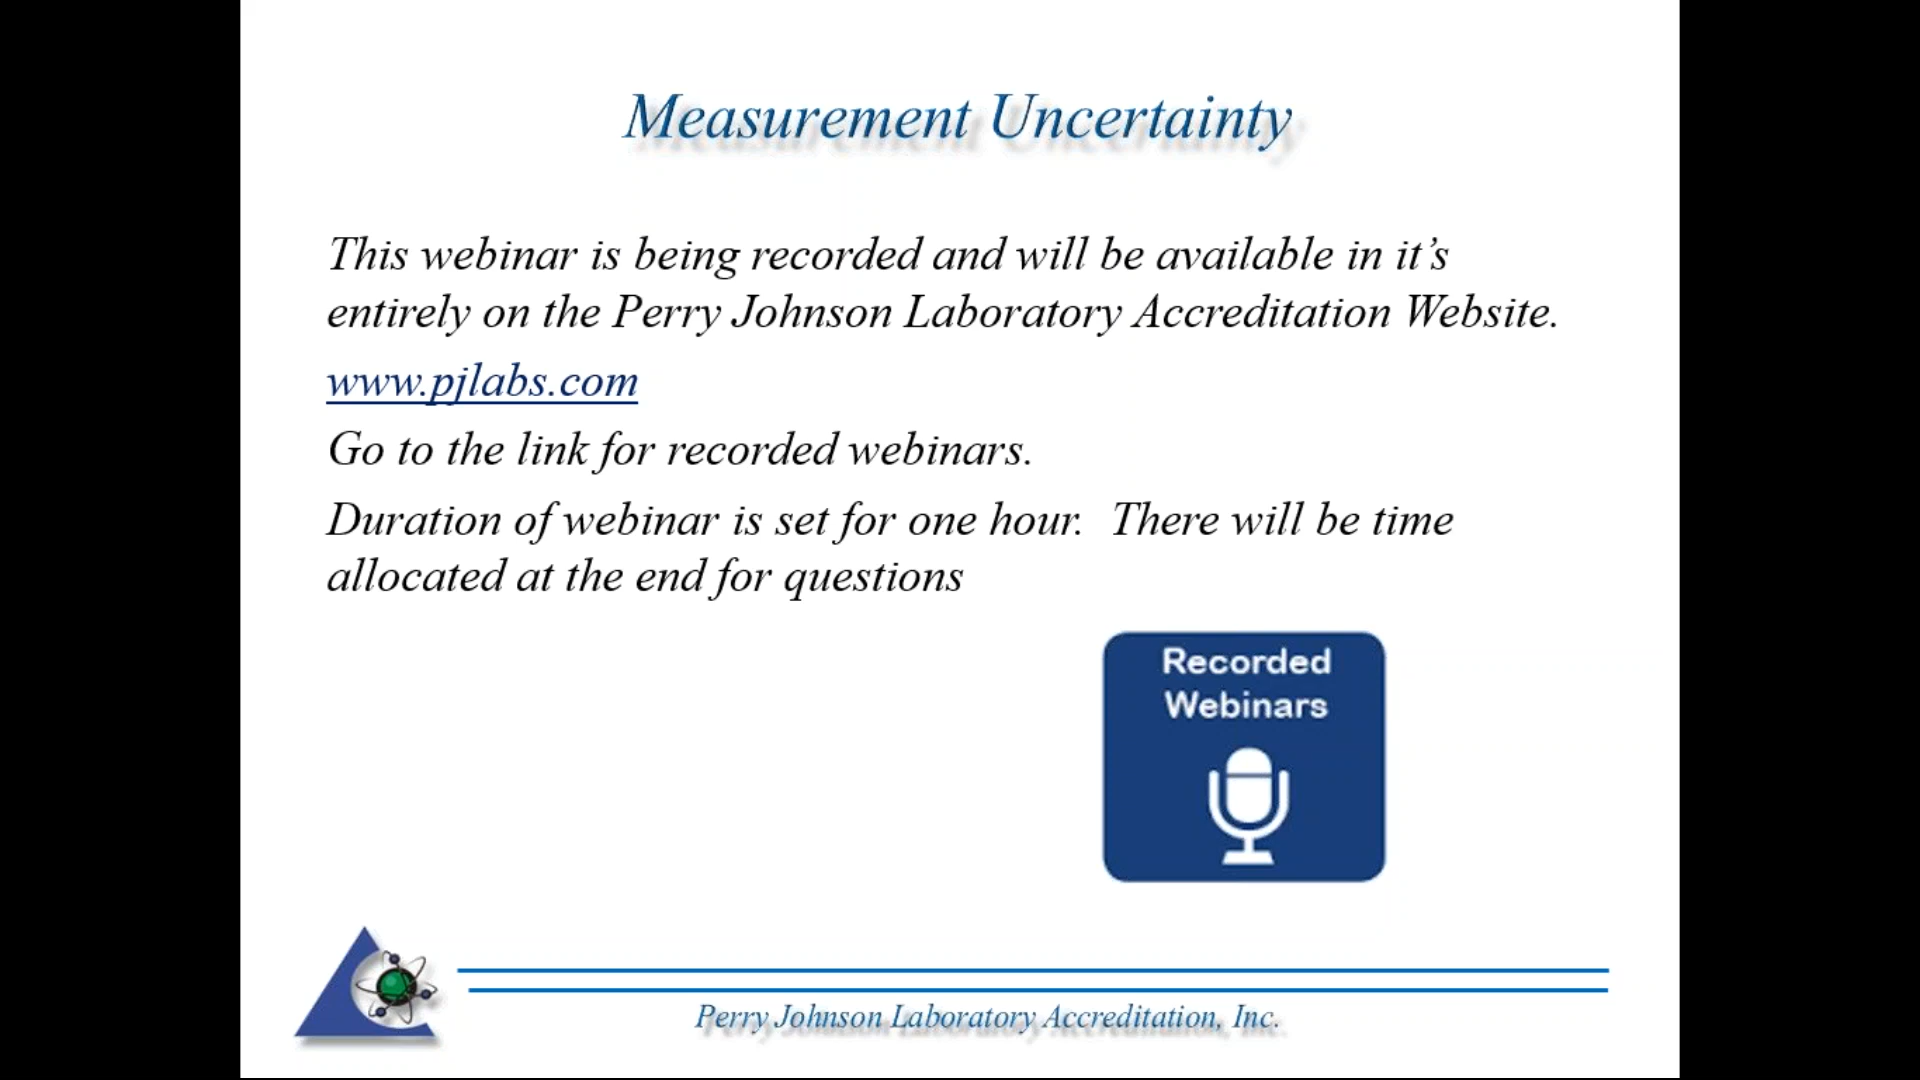 Measurement Uncertainty
This webinar is being recorded and will be available in it’s
entirely on the Perry Johnson Laboratory Accreditation Website.
www.pjlabs.com
Go to the link for recorded webinars.
Duration of webinar is set for one hour.  There will be time
allocated at the end for questions
Recorded
Webinars
Perry Johnson Laboratory Accreditation, Inc.